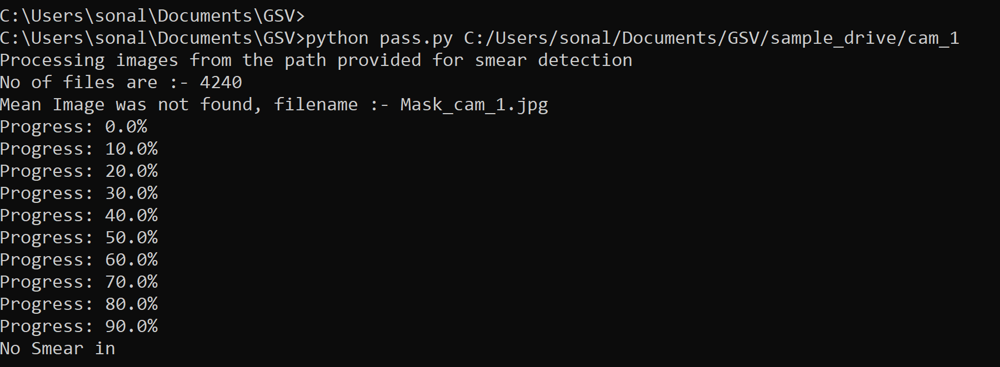 C:\Users\sonal\Documents\GSV>
C:\Users\sonal\Documents\GSV>python pass.py C:/Users/sonal/Documents/GSV/sample_drive/cam_1
Processing images from the path provided for smear detection
No of files are :- 4240
Mean Image was not found, filename :- Mask_cam_1.jpg
Progress: 0.0%
Progress: 10.0%
Progress: 20.0%
Progress: 30.0%
Progress: 40.0%
Progress: 50.0%
Progress: 60.0%
Progress: 70.0%
Progress: 80.0%
Progress: 90.0%
No Smear in